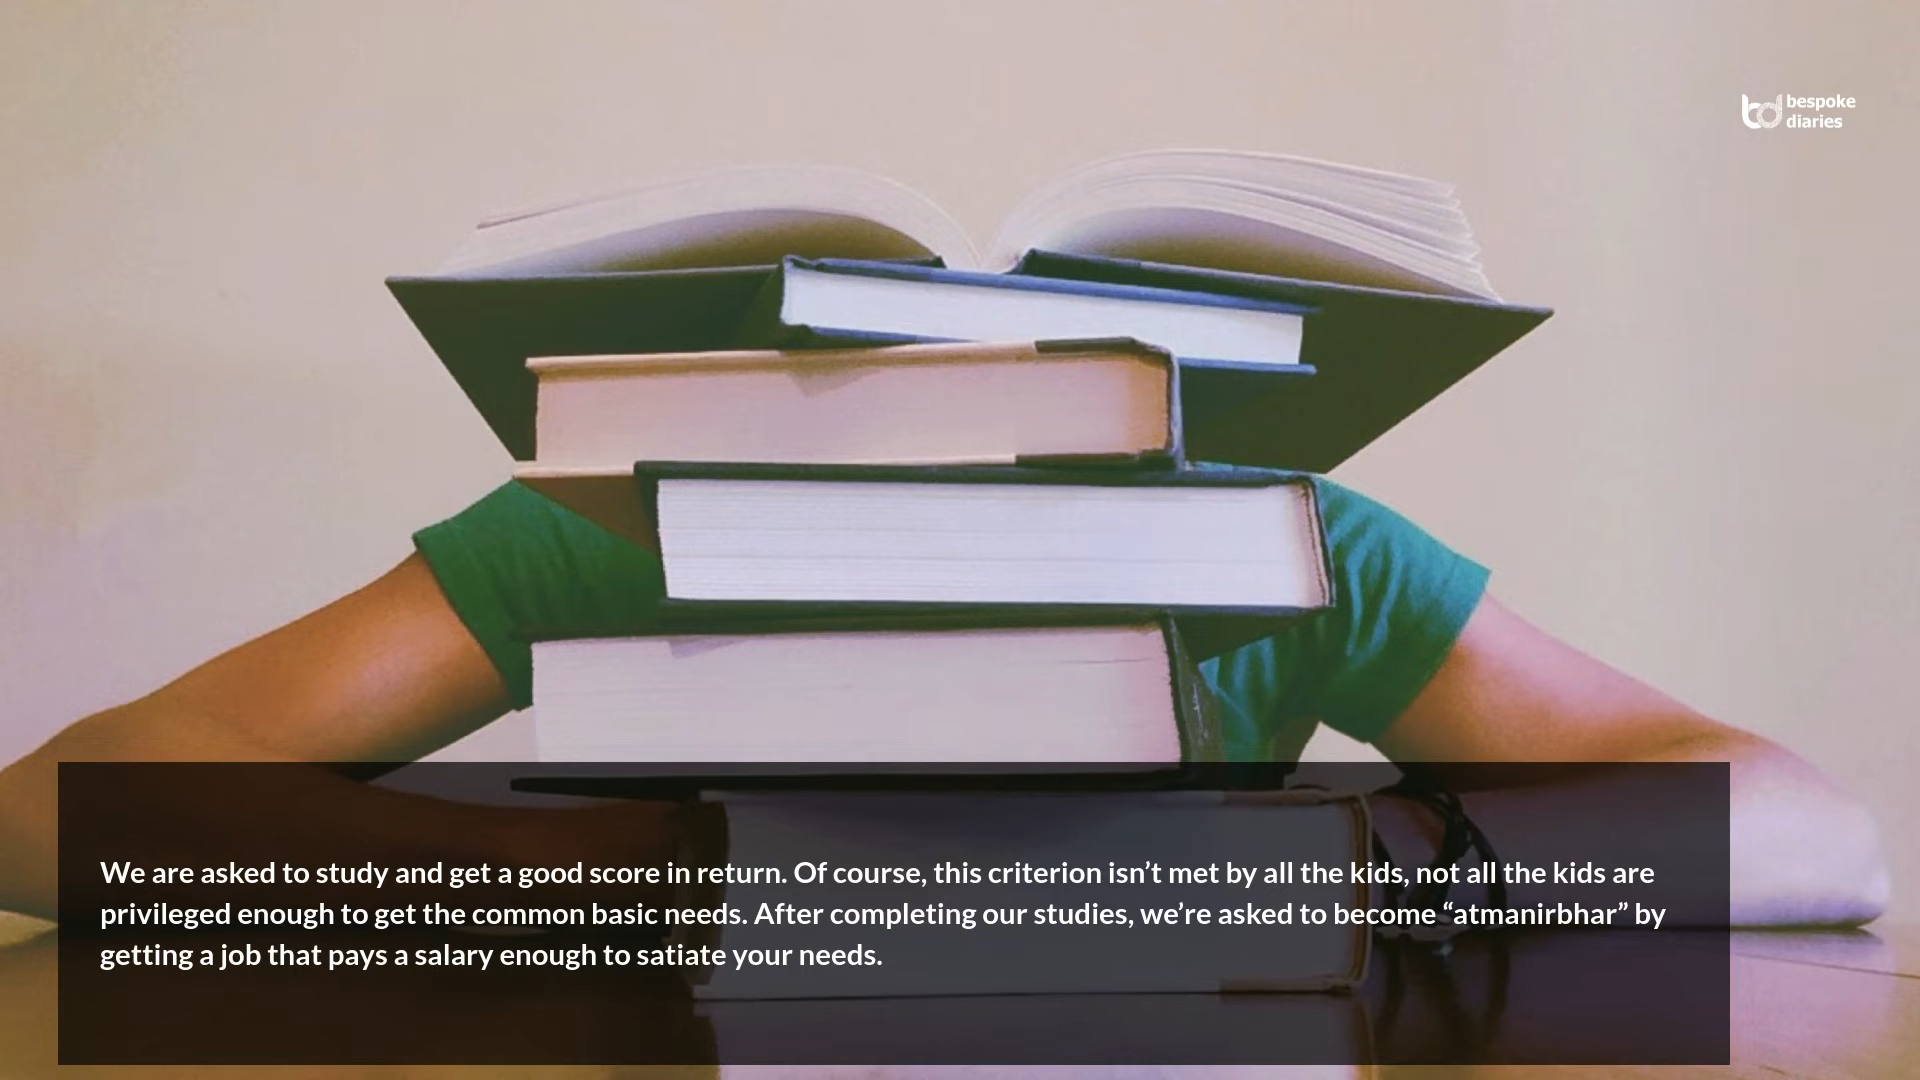 bespoke
diaries
We are asked to study and get a good score in return. Of course, this criterion isn’t met by all the kids, not all the kids are
privileged enough to get the common basic needs. After completing our studies, we’re asked to become “atmanirbhar” by
getting a job that pays a salary enough to satiate your needs.